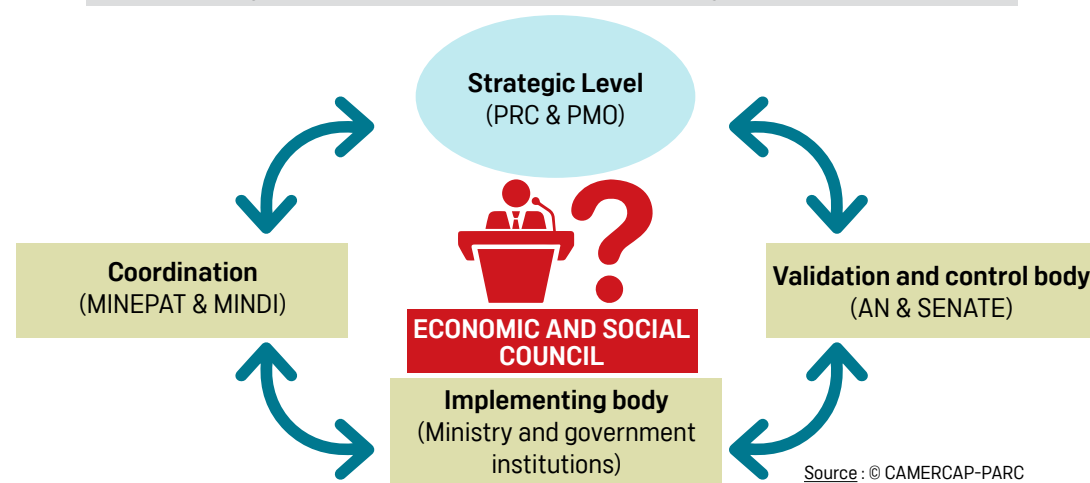 Strategic Level
(PRC & PMO)
Coordination
(MINEPAT & MINDI)
Validation and control body
(AN & SENATE)
?
ECONOMIC AND SOCIAL
COUNCIL
Implementing body
(Ministry and government
institutions)
Source : © CAMERCAP-PARC